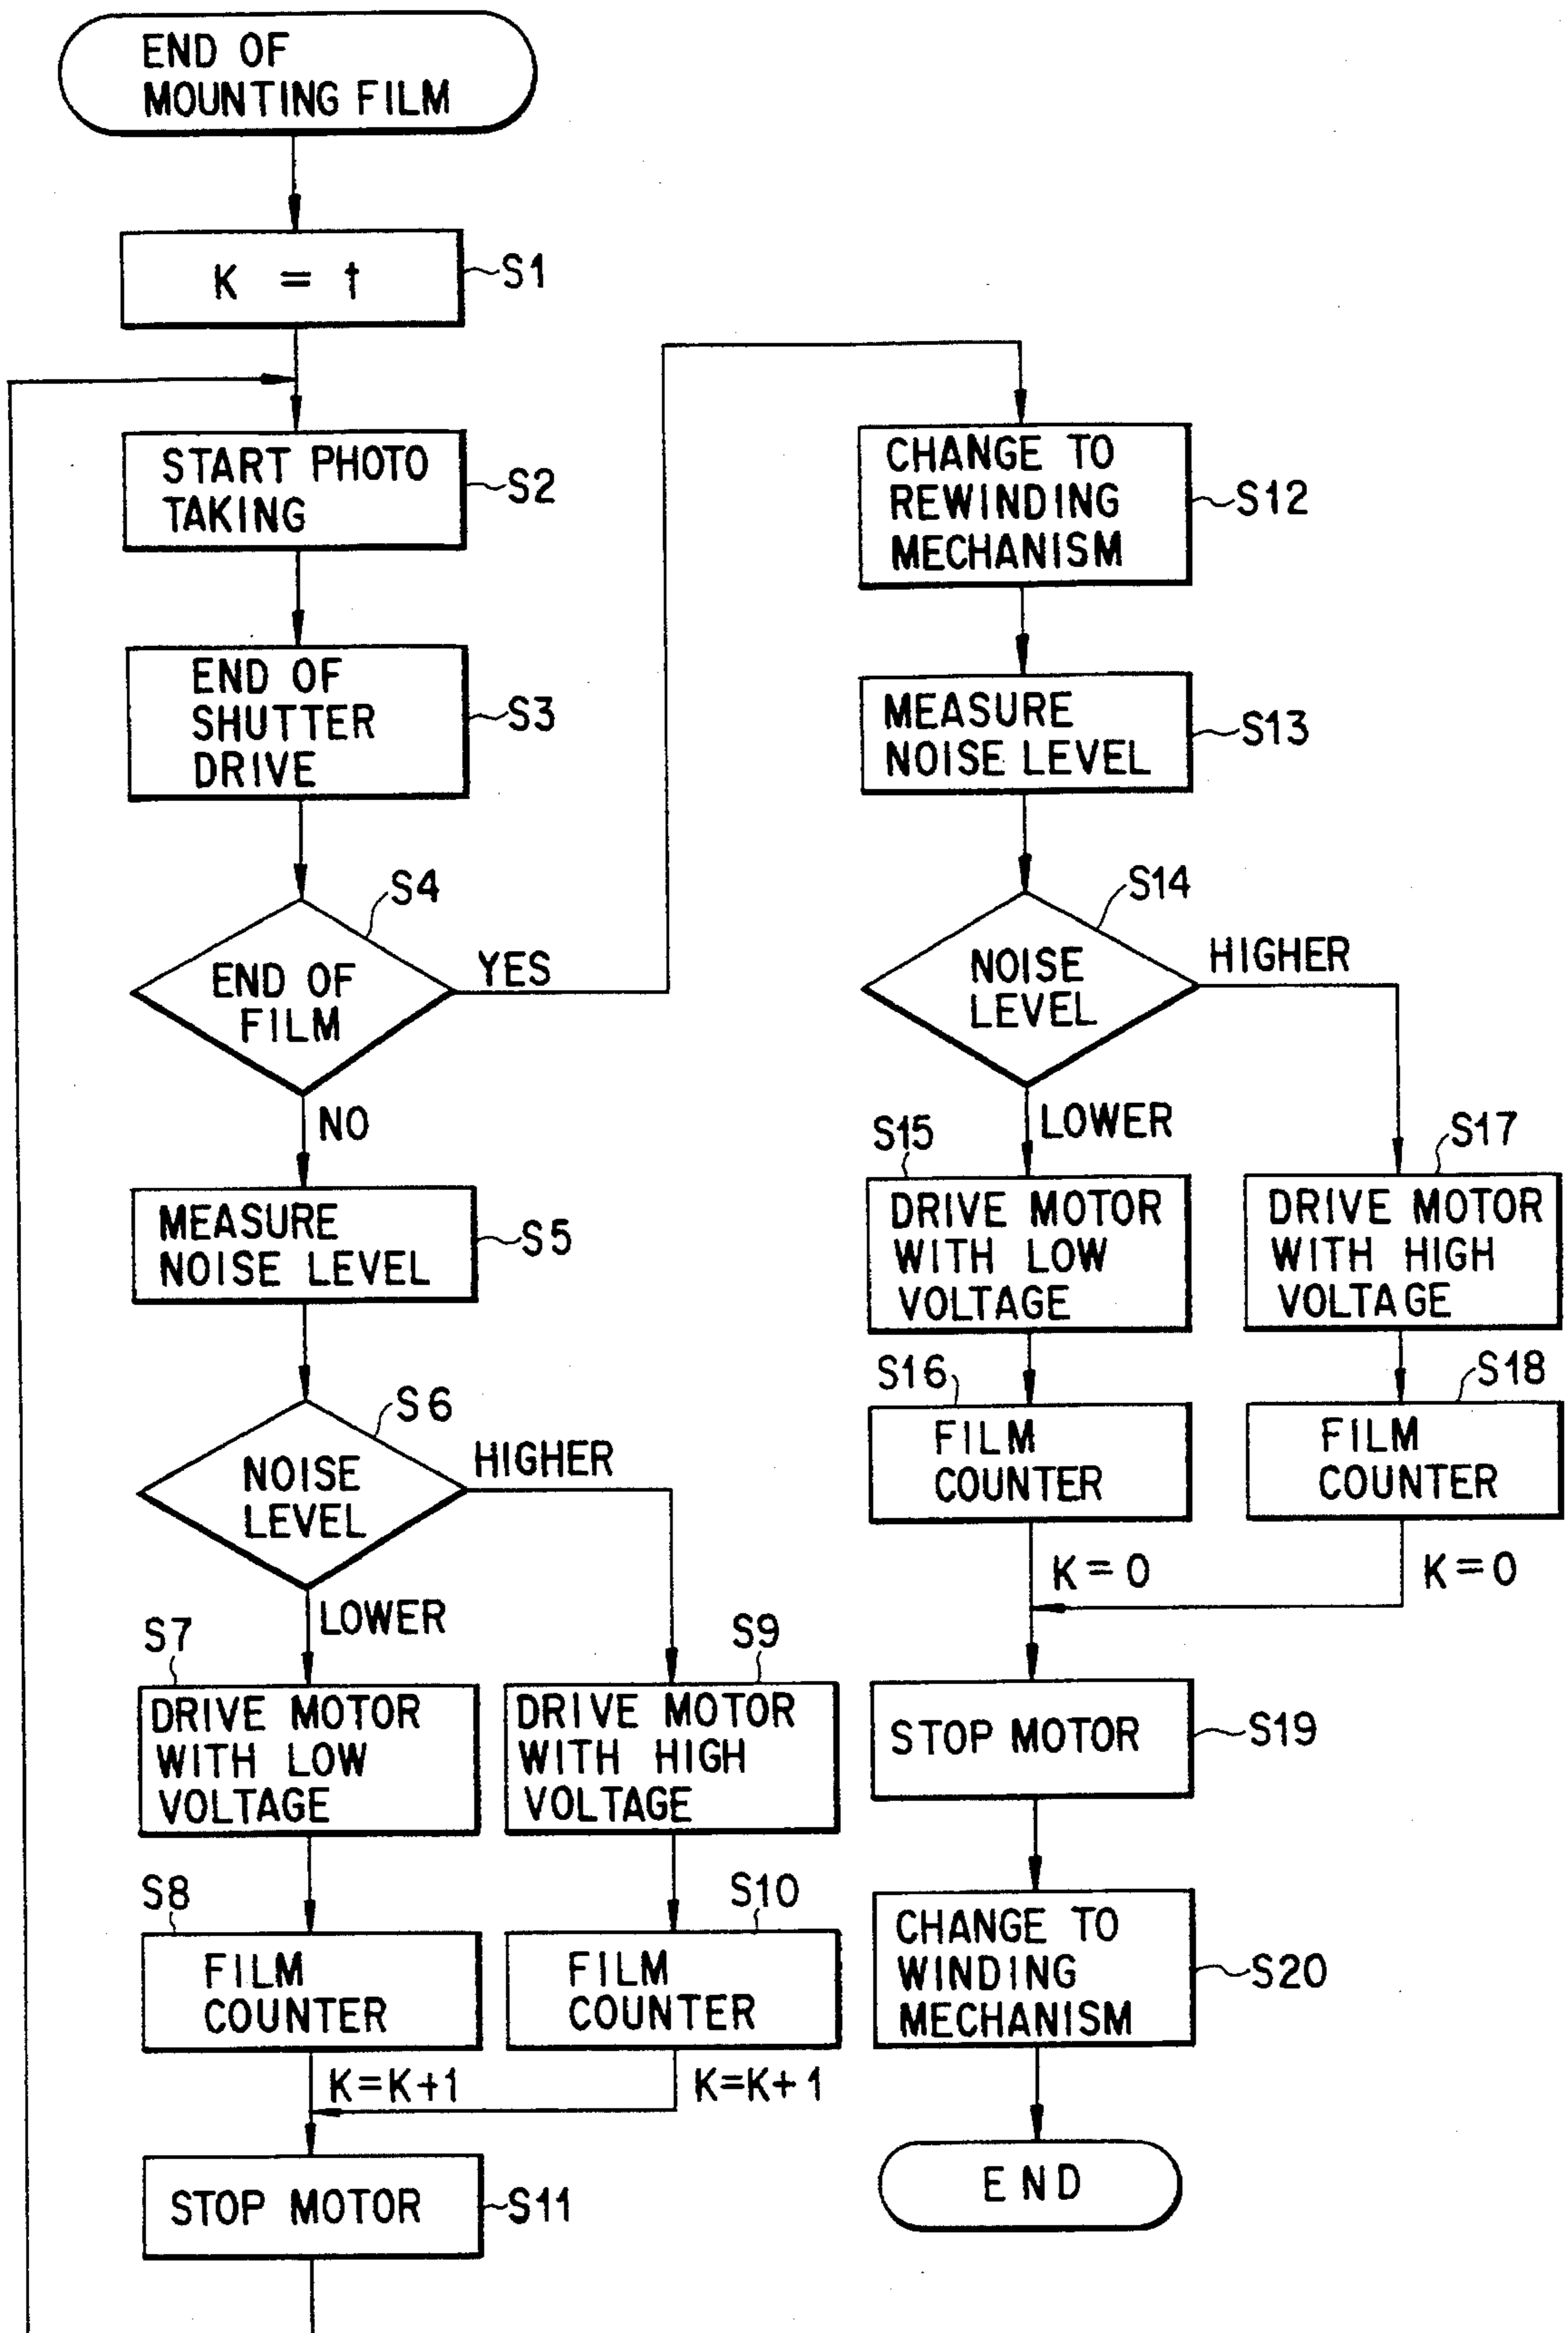 END OF
MOUNTING FILM
K = t
S1
START PHOTO
TAKING
S2
END OF
SHUTTER
DRIVE
S3
S4
END OF
FILM
YES
NO
MEASURE
NOISE LEVEL
S5
S6
NOISE
LEVEL
HIGHER
LOWER
S7
DRIVE MOTOR
WITH LOW
VOLTAGE
S9
DRIVE MOTOR
WITH HIGH
VOLTAGE
S8
FILM
COUNTER
S10
FILM
COUNTER
K=K+1
K=K+1
STOP MOTOR
S11
CHANGE TO
REWINDING
MECHANISM
S12
MEASURE
NOISE LEVEL
S13
S14
NOISE
LEVEL
HIGHER
LOWER
S15
DRIVE MOTOR
WITH LOW
VOLTAGE
S17
DRIVE MOTOR
WITH HIGH
VOLTAGE
S16
FILM
COUNTER
S18
FILM
COUNTER
K=0
K=0
STOP MOTOR
S19
CHANGE TO
WINDING
MECHANISM
S20
END